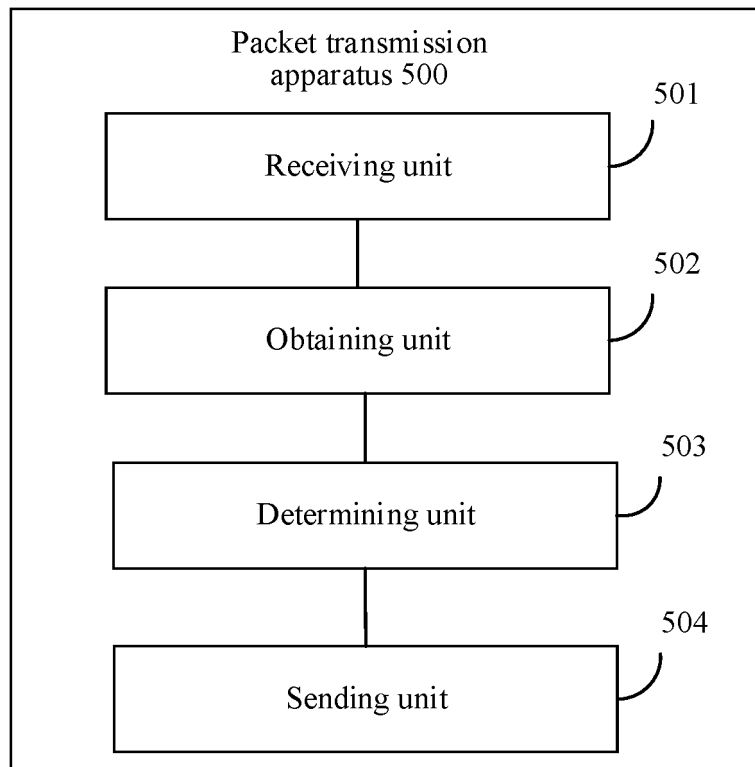 Packet transmission
apparatus 500
501
Receiving unit
502
Obtaining unit
503
Determining unit
504
Sending unit